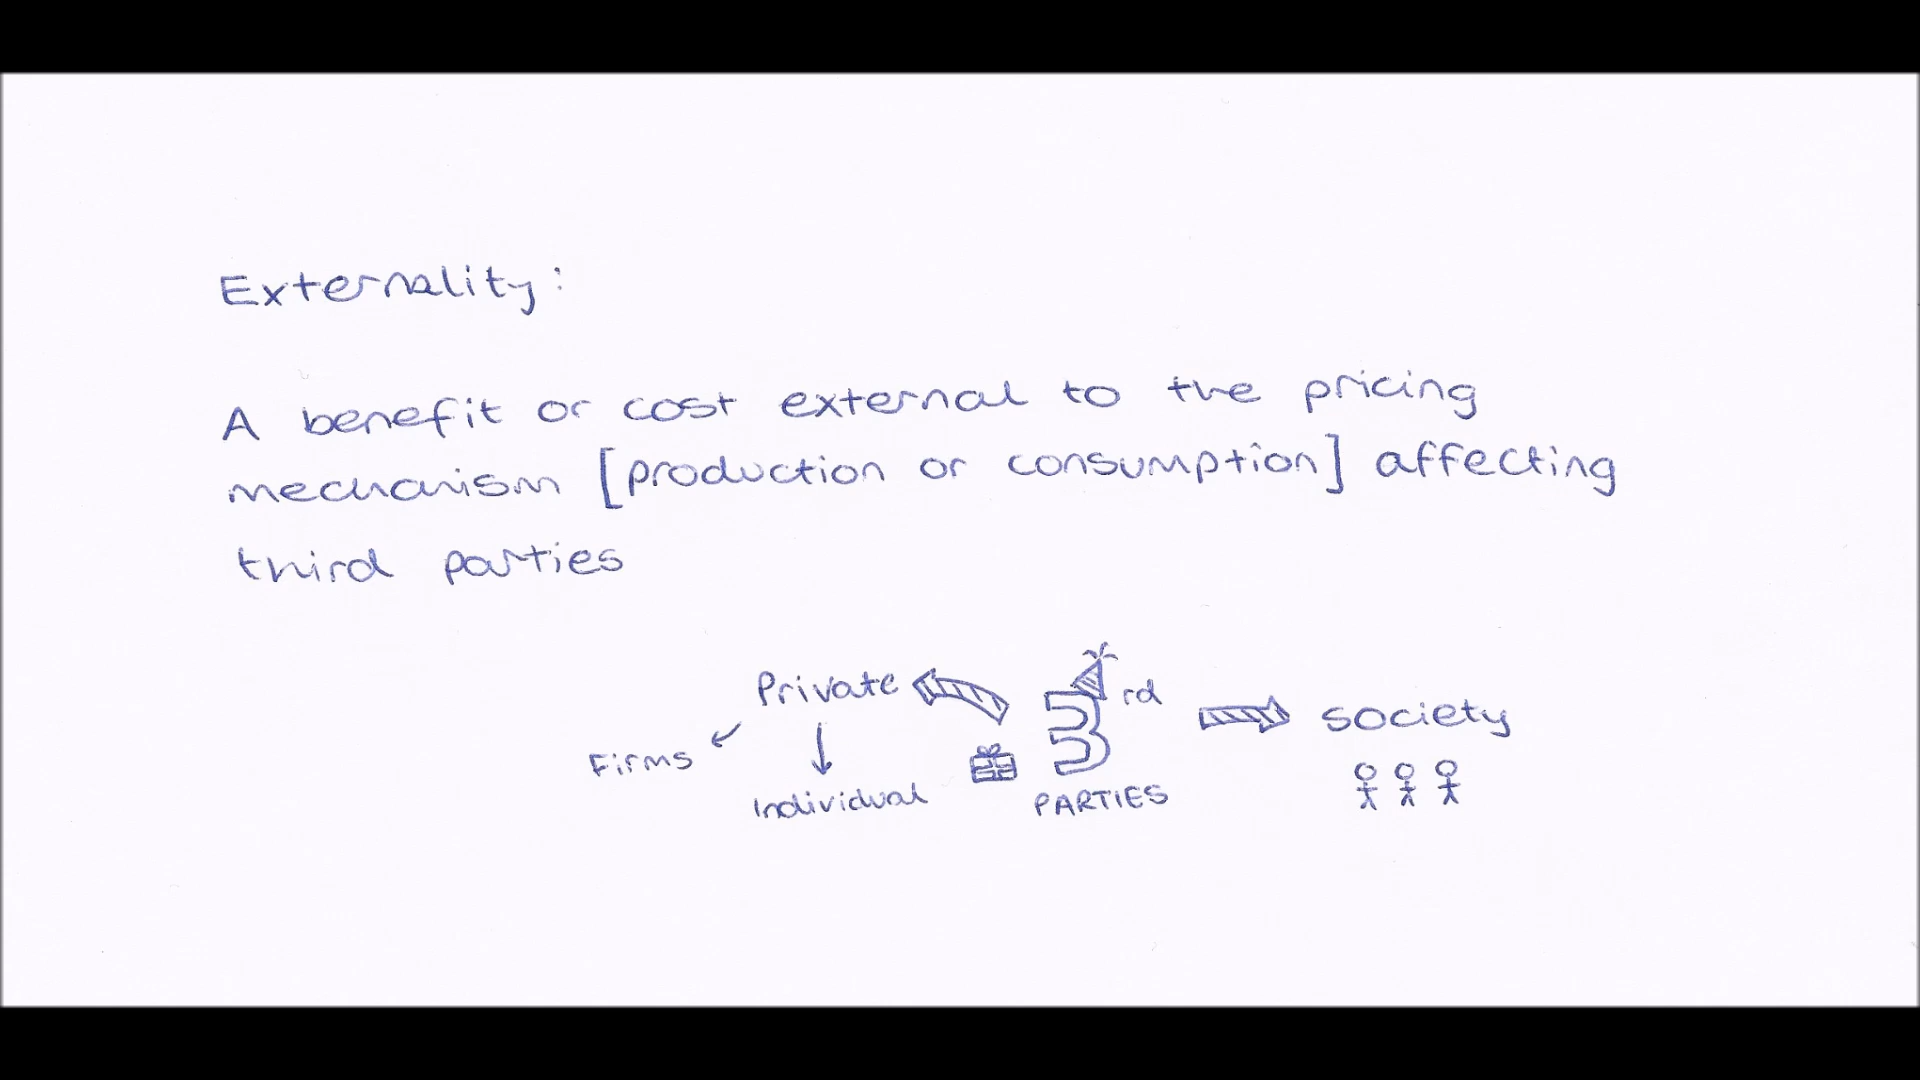 Externality:
A benefit or cost external to the pricing
mechanism [production or consumption] affecting
third parties
Private
3rd
society
Firms
Individual
PARTIES